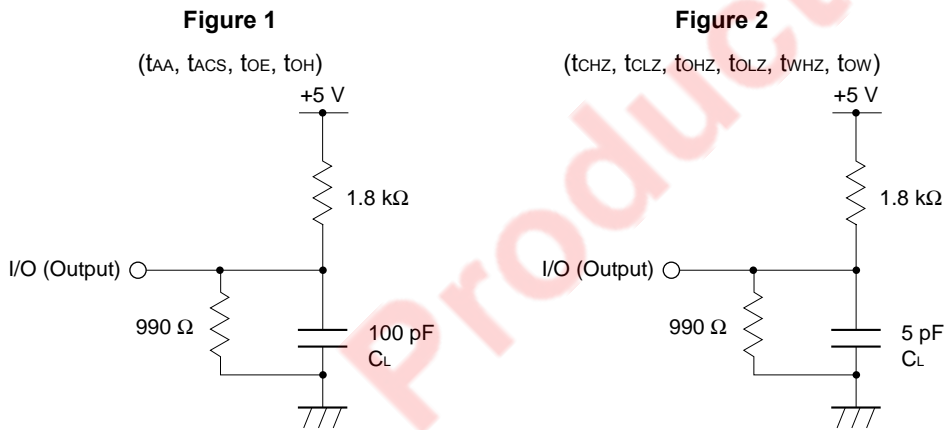 Figure 1
(tAA, tACS, tOE, tOH)
+5 V
1.8 kΩ
I/O (Output)
990 Ω
100 pF
CL
Figure 2
(tCHZ, tCLZ, tOHZ, tOLZ, tWHZ, tOW)
+5 V
1.8 kΩ
I/O (Output)
990 Ω
5 pF
CL
Product